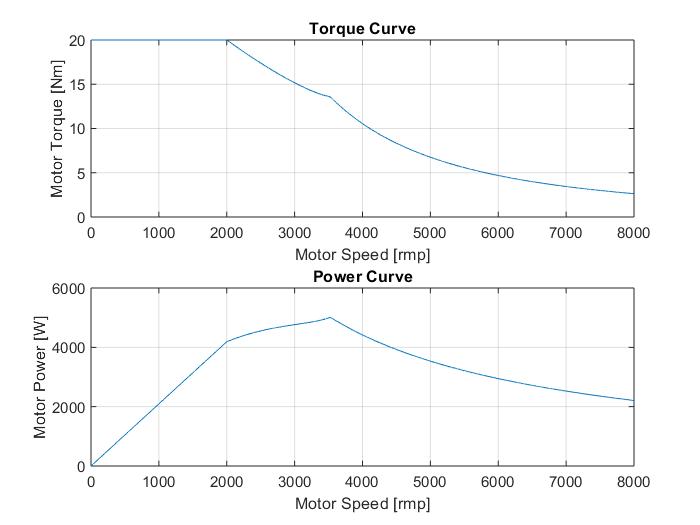 Torque Curve
20
15
10
5
0
Motor Torque [Nm]
0 1000 2000 3000 4000 5000 6000 7000 8000
Motor Speed [rmp]
Power Curve
6000
4000
2000
0
Motor Power [W]
0 1000 2000 3000 4000 5000 6000 7000 8000
Motor Speed [rmp]